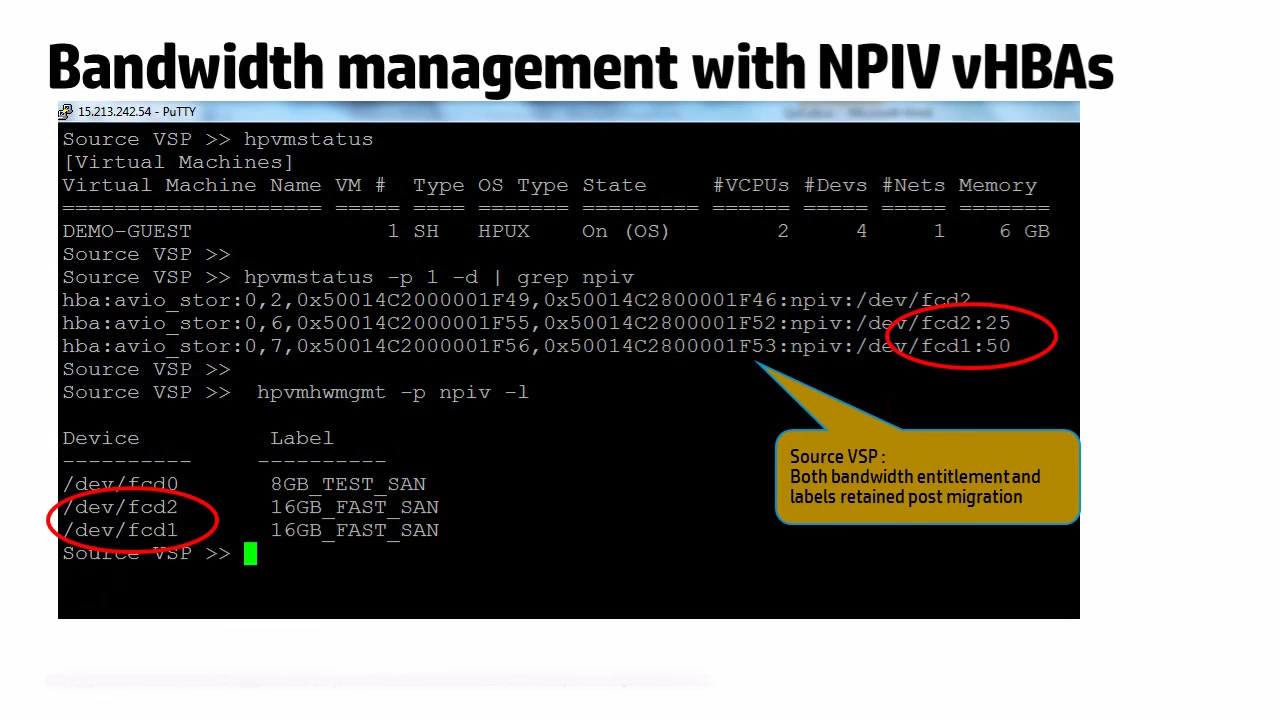 Bandwidth management with NPIV vHBAs
15.213.242.54 - PuTTY
Source VSP >> hpvmstatus
[Virtual Machines]
Virtual Machine Name VM #  Type OS Type State      #VCPUs #Devs #Nets Memory
==================== ===== ==== ======= ========= ====== ===== ===== =======
DEMO-GUEST               1 SH   HPUX    On (OS)        2     4     1    6 GB
Source VSP >>
Source VSP >> hpvmstatus -p 1 -d | grep npiv
hba:avio_stor:0,2,0x50014C2000001F49,0x50014C2800001F46:npiv:/dev/fcd2
hba:avio_stor:0,6,0x50014C2000001F55,0x50014C2800001F52:npiv:/dev/fcd2:25
hba:avio_stor:0,7,0x50014C2000001F56,0x50014C2800001F53:npiv:/dev/fcd1:50
Source VSP >>
Source VSP >>  hpvmhwmgmt -p npiv -l
Device          Label
----------      ----------
/dev/fcd0       8GB_TEST_SAN
/dev/fcd2       16GB_FAST_SAN
/dev/fcd1       16GB_FAST_SAN
Source VSP >>
Source VSP :
Both bandwidth entitlement and
labels retained post migration